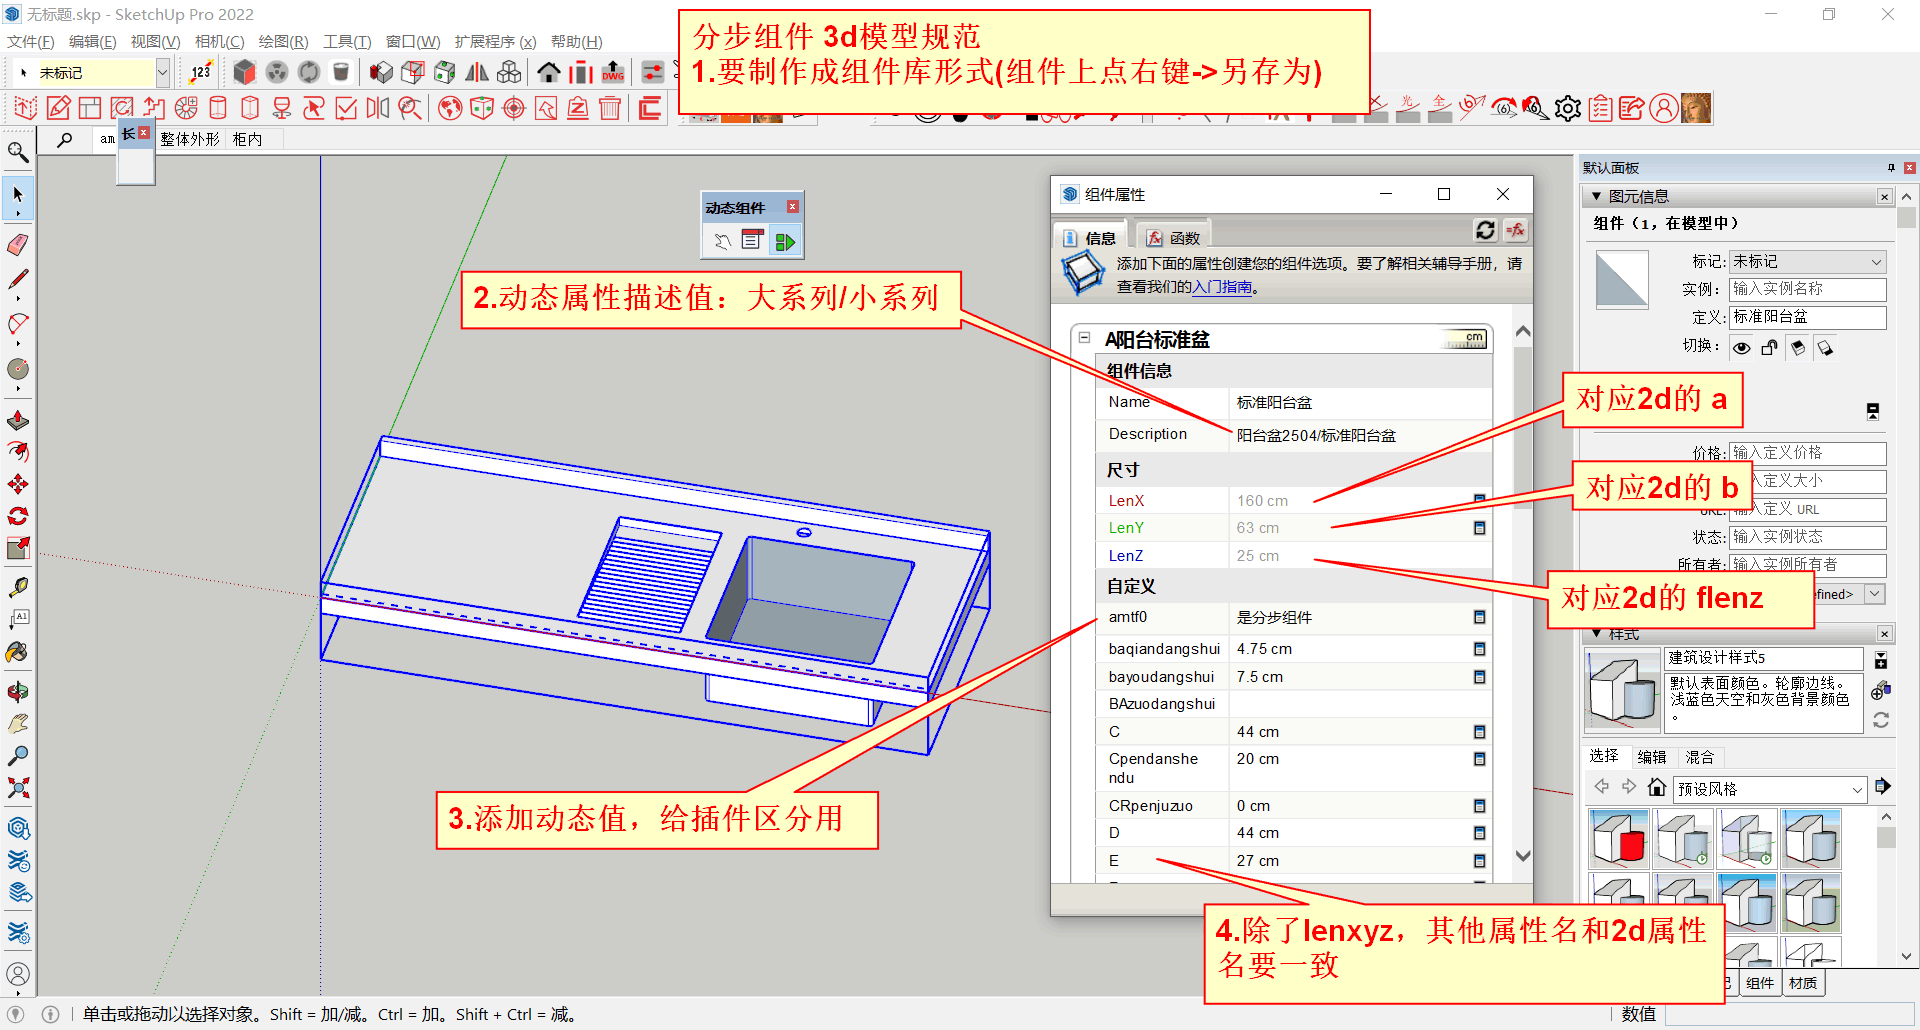 无标题.skp - SketchUp Pro 2022
文件(F) 编辑(E) 视图(V) 相机(C) 绘图(R) 工具(T) 窗口(W) 扩展程序 (x) 帮助(H)
分步组件 3d模型规范
1.要制作成组件库形式(组件上点右键->另存为)
未标记
123
DWG
光
全
(6)
am
长
整体外形
柜内
动态组件
2.动态属性描述值：大系列/小系列
3.添加动态值，给插件区分用
组件属性
信息
函数
=fx
添加下面的属性创建您的组件选项。要了解相关辅导手册，请
查看我们的入门指南。
A阳台标准盆
cm
组件信息
Name 标准阳台盆
Description 阳台盆2504/标准阳台盆
尺寸
LenX 160 cm
LenY 63 cm
LenZ 25 cm
自定义
amtf0 是分步组件
baqiandangshui 4.75 cm
bayoudangshui 7.5 cm
BAzuodangshui
C 44 cm
Cpendanshe
ndu 20 cm
CRpenjuzuo 0 cm
D 44 cm
E 27 cm
对应2d的 a
对应2d的 b
对应2d的 flenz
4.除了lenxyz，其他属性名和2d属性
名要一致
默认面板
图元信息
组件（1，在模型中）
标记: 未标记
实例: 输入实例名称
定义: 标准阳台盆
切换:
价格: 输入定义价格
入定义大小
URL: 输入定义 URL
状态: 输入实例状态
所有者: 输入实例所有者
efined>
样式
建筑设计样式5
默认表面颜色。轮廓边线。
浅蓝色天空和灰色背景颜色
。
选择 编辑 混合
预设风格
组件 材质
A1
单击或拖动以选择对象。Shift = 加/减。Ctrl = 加。Shift + Ctrl = 减。
数值